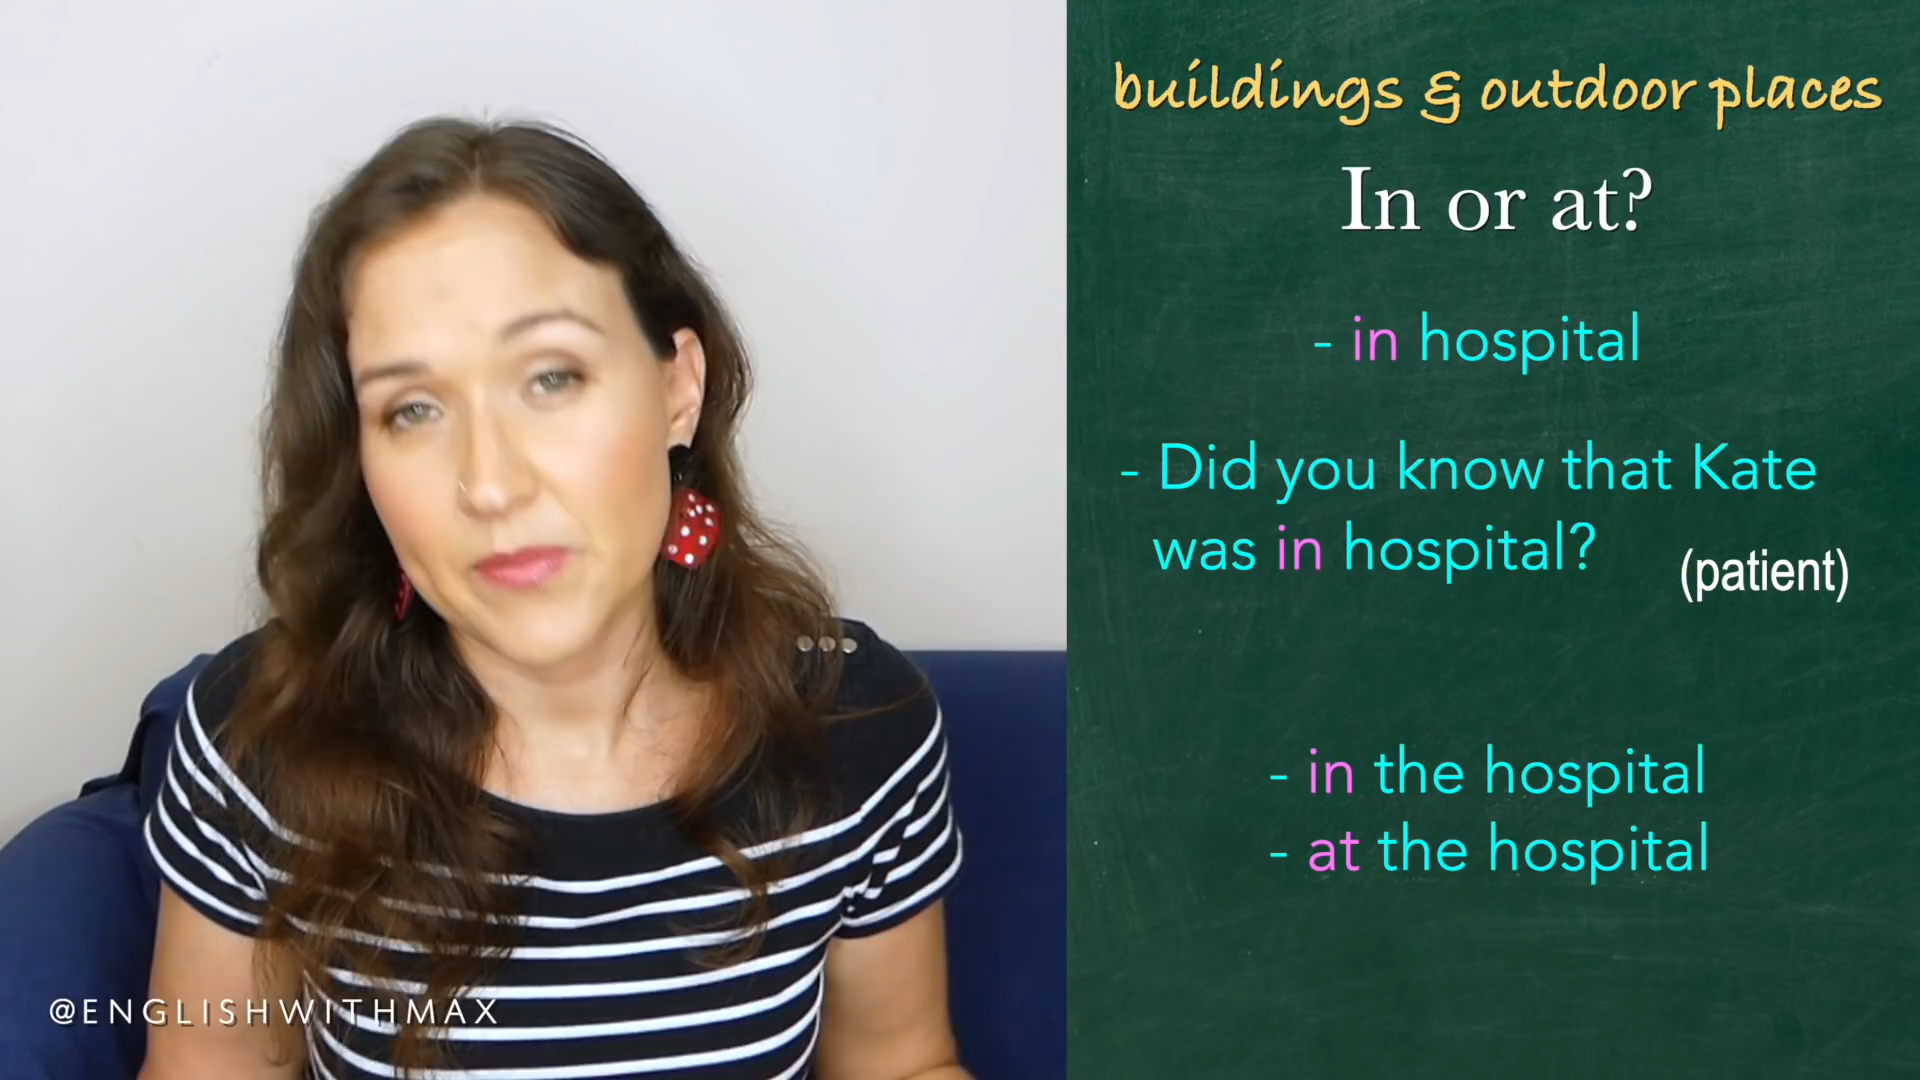 buildings & outdoor places
In or at?
- in hospital
- Did you know that Kate
was in hospital?
(patient)
- in the hospital
- at the hospital
@ENGLISHWITHMAX